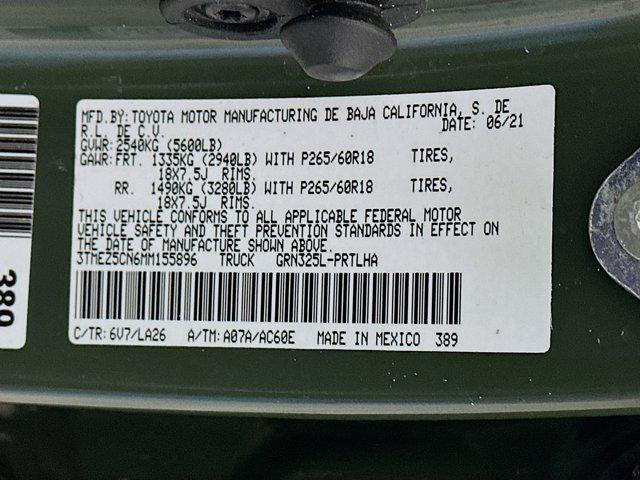 MFD.BY:TOYOTA MOTOR MANUFACTURING DE BAJA CALIFORNIA, S. DE
R.L. DE C.V. DATE: 06/21
GVWR:2540KG (5600LB)
GAWR:FRT. 1335KG (2940LB) WITH P265/60R18 TIRES,
18X7.5J RIMS.
RR. 1490KG (3280LB) WITH P265/60R18 TIRES,
18X7.5J RIMS.
THIS VEHICLE CONFORMS TO ALL APPLICABLE FEDERAL MOTOR
VEHICLE SAFETY AND THEFT PREVENTION STANDARDS IN EFFECT ON
THE DATE OF MANUFACTURE SHOWN ABOVE.
3TMEZ5CN6MM155896 TRUCK GRN325L-PRTLHA
C/TR:6V7/LA26 A/TM:A07A/AC60E MADE IN MEXICO 389
389